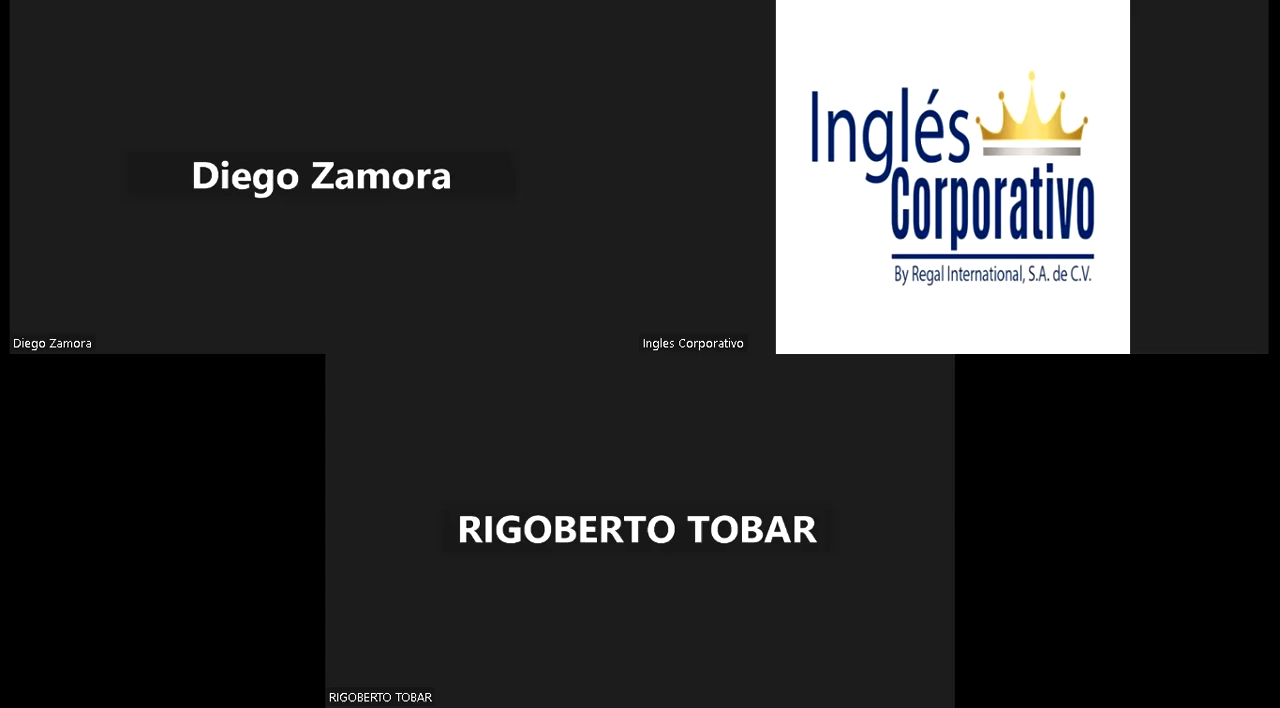 Diego Zamora
Diego Zamora
Inglés
Corporativo
By Regal International, S.A. de C.V.
Ingles Corporativo
RIGOBERTO TOBAR
RIGOBERTO TOBAR